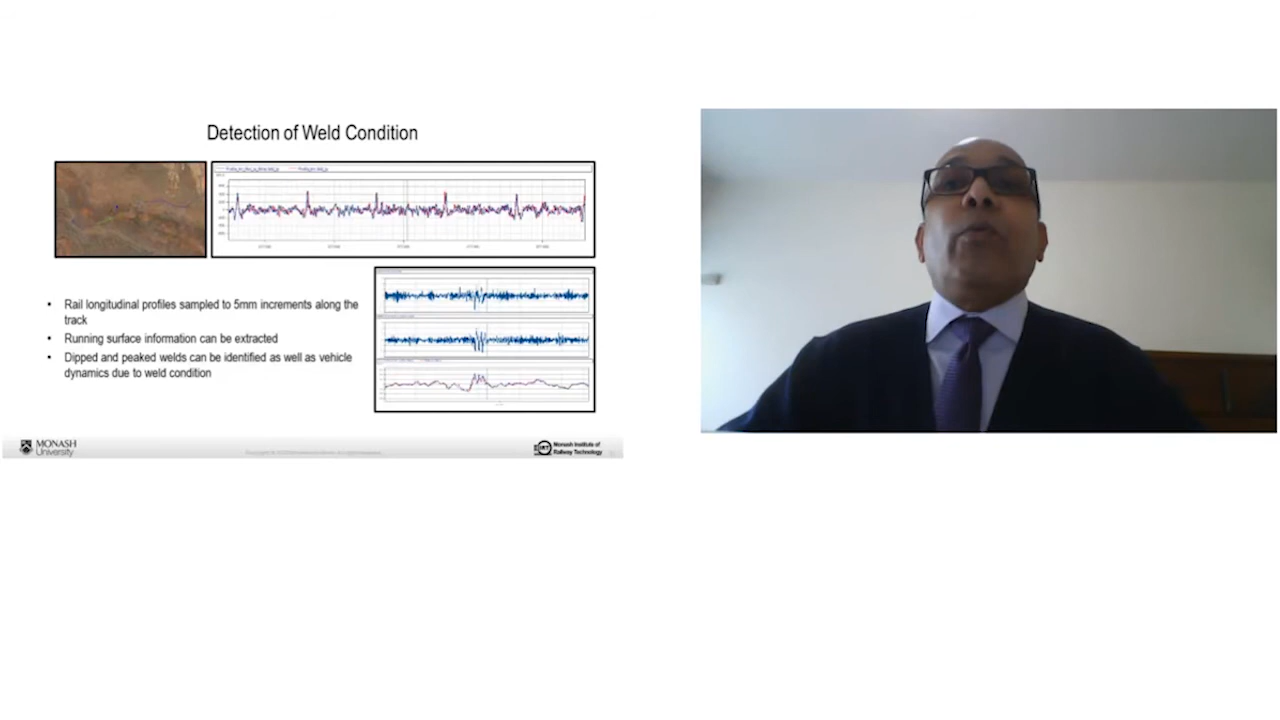 Detection of Weld Condition
• Rail longitudinal profiles sampled to 5mm increments along the
track
• Running surface information can be extracted
• Dipped and peaked welds can be identified as well as vehicle
dynamics due to weld condition
MONASH
University
Monash Institute of
Railway Technology